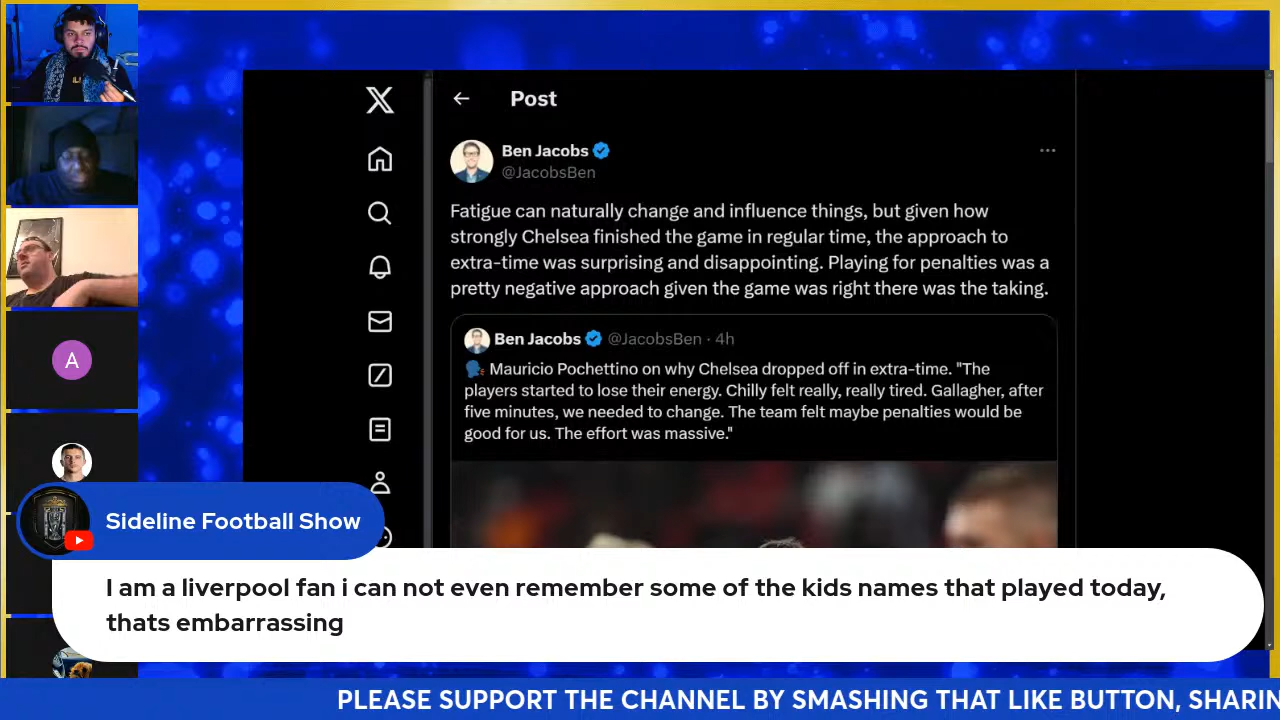 Post
Ben Jacobs
@JacobsBen
Fatigue can naturally change and influence things, but given how
strongly Chelsea finished the game in regular time, the approach to
extra-time was surprising and disappointing. Playing for penalties was a
pretty negative approach given the game was right there was the taking.
Ben Jacobs @JacobsBen · 4h
🗣️ Mauricio Pochettino on why Chelsea dropped off in extra-time. "The
players started to lose their energy. Chilly felt really, really tired. Gallagher, after
five minutes, we needed to change. The team felt maybe penalties would be
good for us. The effort was massive."
A
Sideline Football Show
I am a liverpool fan i can not even remember some of the kids names that played today,
thats embarrassing
PLEASE SUPPORT THE CHANNEL BY SMASHING THAT LIKE BUTTON, SHARIN